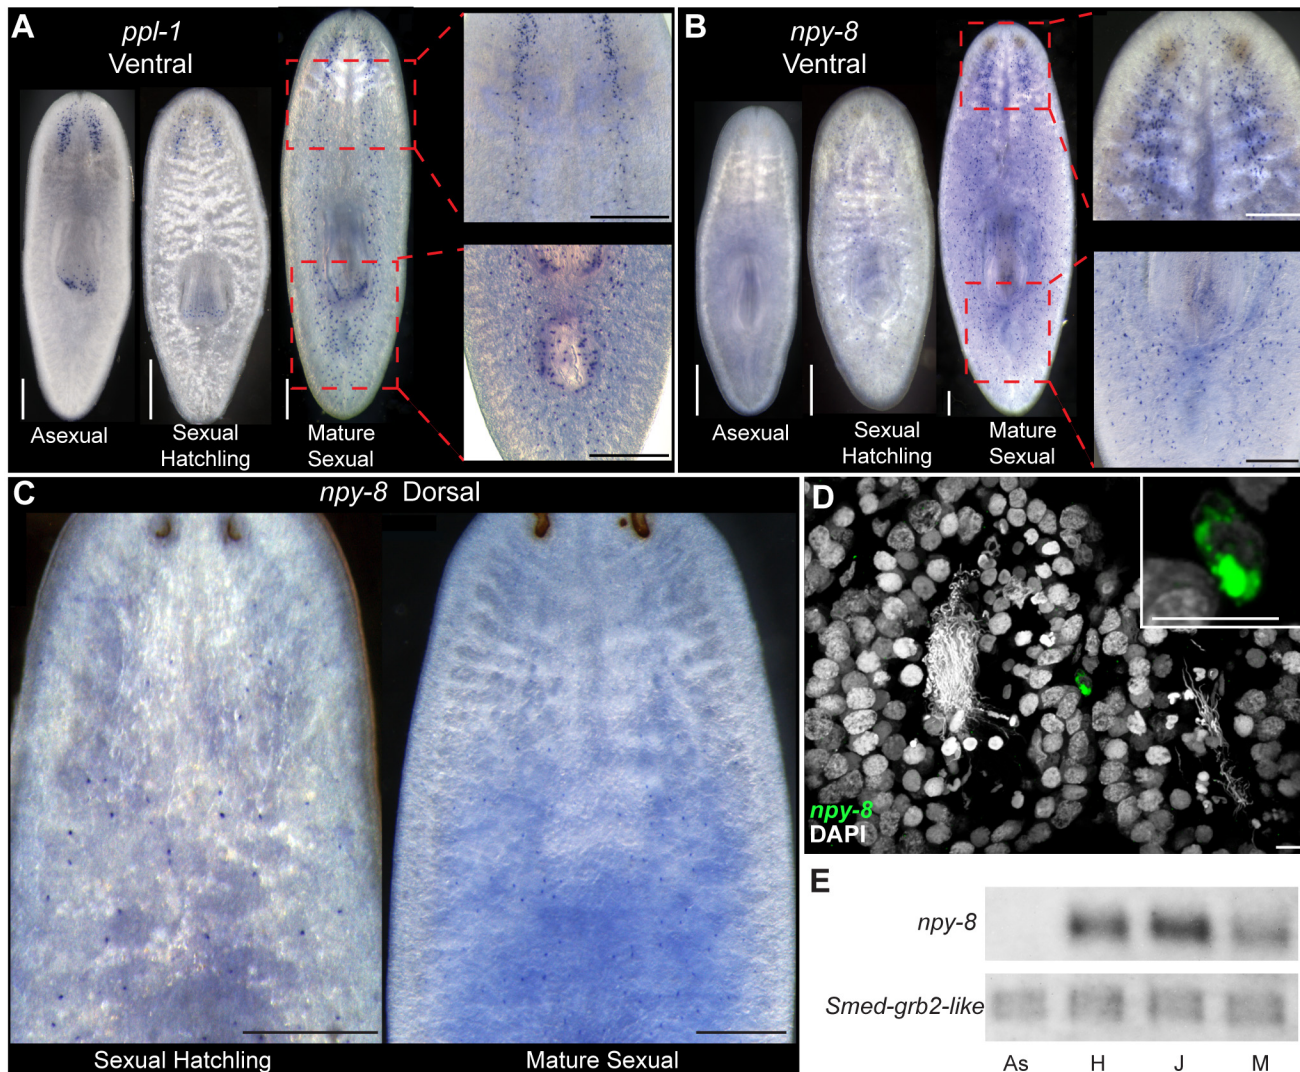 A
ppl-1
Ventral
Asexual
Sexual
Hatchling
Mature
Sexual
B
npy-8
Ventral
Asexual
Sexual
Hatchling
Mature
Sexual
C
npy-8 Dorsal
Sexual Hatchling
Mature Sexual
D
npy-8
DAPI
E
npy-8
Smed-grb2-like
As H J M